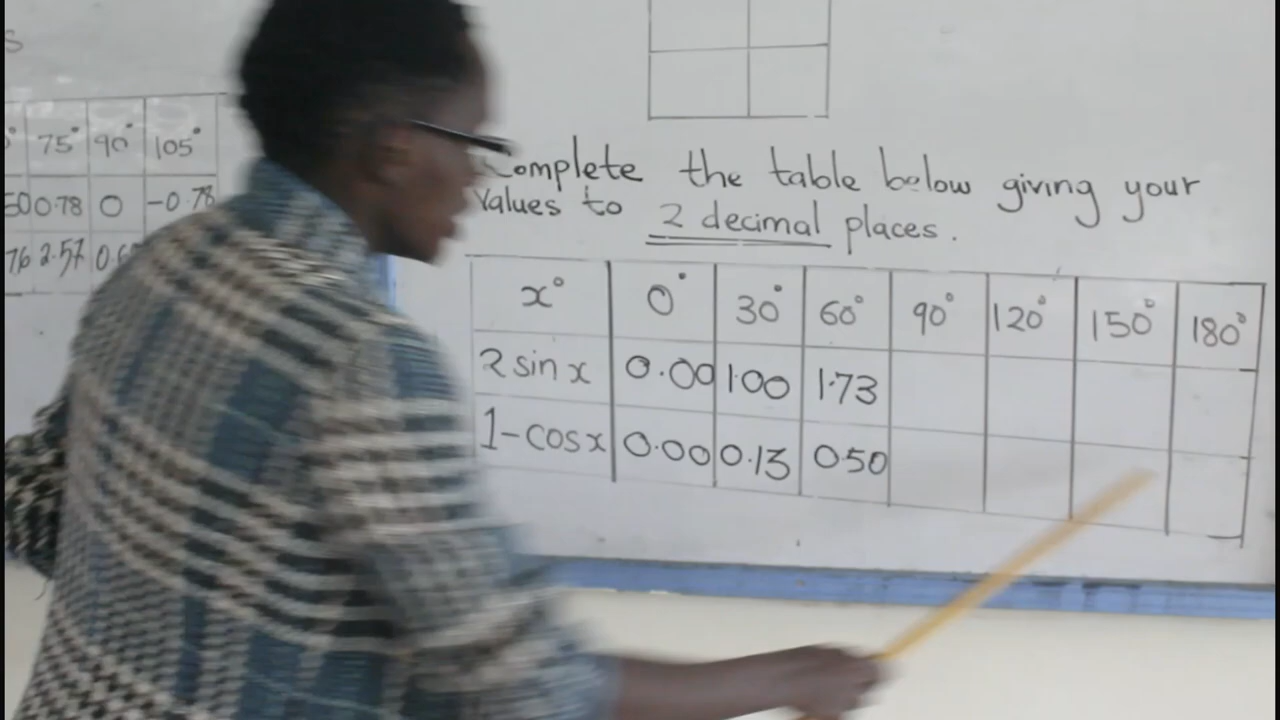 75° 90° 105°
0.78 0 -0.78
2.57
Complete the table below giving your
values to 2 decimal places.
x° 0° 30° 60° 90° 120° 150° 180°
2 sin x 0.00 1.00 1.73
1-cosx 0.00 0.13 0.50